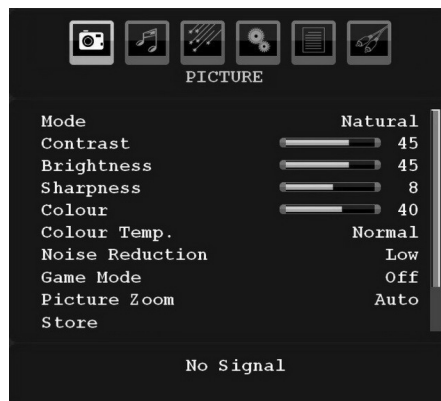 PICTURE
Mode Natural
Contrast 45
Brightness 45
Sharpness 8
Colour 40
Colour Temp. Normal
Noise Reduction Low
Game Mode Off
Picture Zoom Auto
Store
No Signal